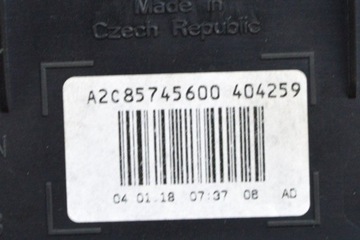 Made In
Czech Republic
A2C85745600 404259
04 01.18 07:37 08 AD